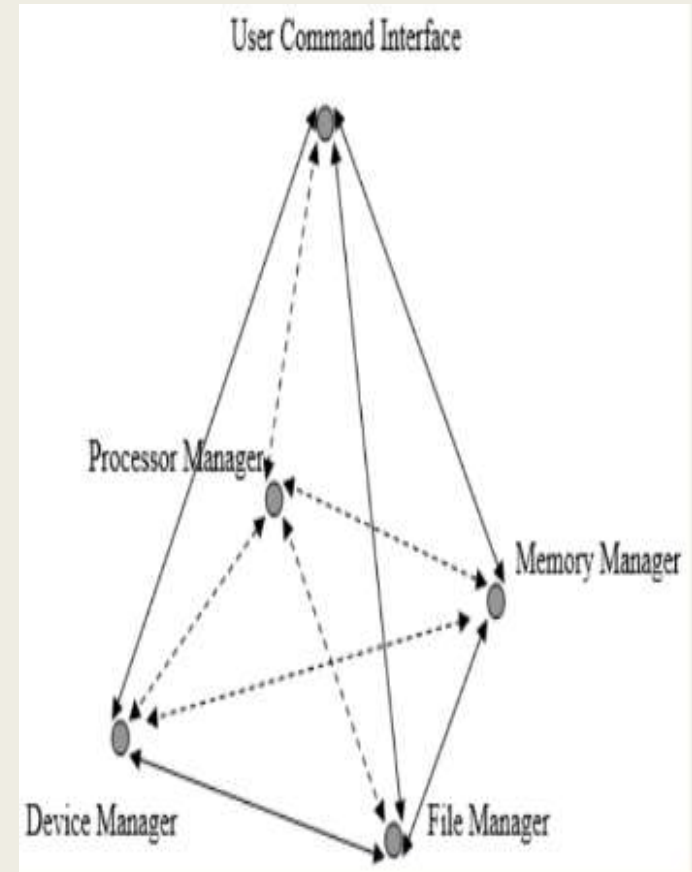 User Command Interface
Processor Manager
Memory Manager
Device Manager
File Manager